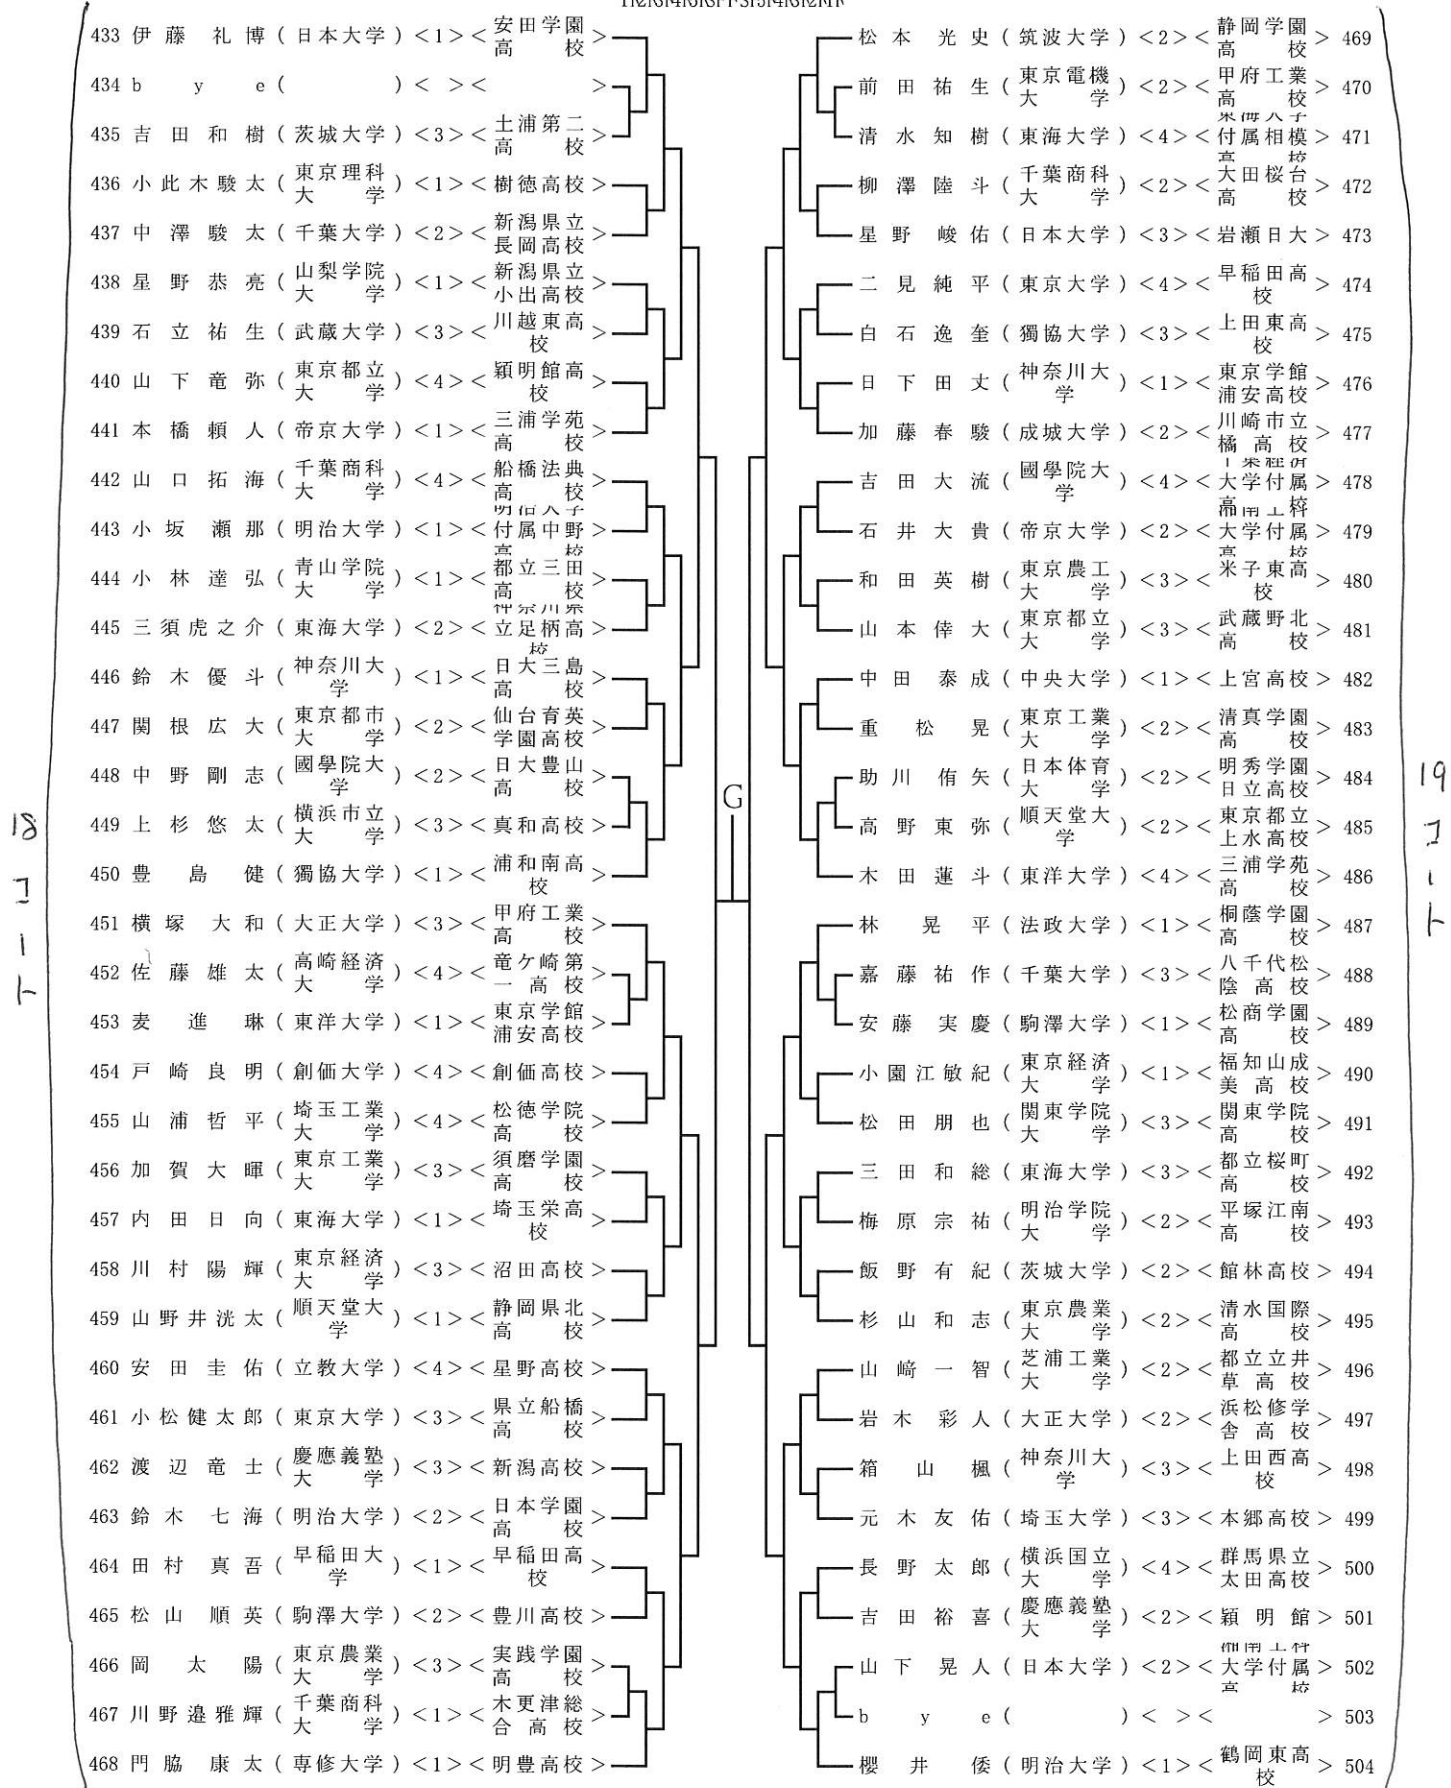 433 伊藤 礼博 (日本大学) <1> <安田学園高校>
434 bye ( ) < > < >
435 吉田和樹 (茨城大学) <3> <土浦第二高校>
436 小此木駿太 (東京理科大学) <1> <樹徳高校>
437 中澤駿太 (千葉大学) <2> <新潟県立長岡高校>
438 星野恭亮 (山梨学院大学) <1> <新潟県立小出高校>
439 石立祐生 (武蔵大学) <3> <川越東高校>
440 山下竜弥 (東京都立大学) <4> <穎明館高校>
441 本橋頼人 (帝京大学) <1> <三浦学苑高校>
442 山口拓海 (千葉商科大学) <4> <船橋法典高校>
443 小坂瀬那 (明治大学) <1> <明治大学付属中野高校>
444 小林達弘 (青山学院大学) <1> <都立三田高校>
445 三須虎之介 (東海大学) <2> <神奈川県立足柄高校>
446 鈴木優斗 (神奈川大学) <1> <日大三島高校>
447 関根広大 (東京都市大学) <2> <仙台育英学園高校>
448 中野剛志 (國學院大学) <2> <日大豊山高校>
449 上杉悠太 (横浜市立大学) <3> <真和高校>
450 豊島健 (獨協大学) <1> <浦和南高校>
451 横塚大和 (大正大学) <3> <甲府工業高校>
452 佐藤雄太 (高崎経済大学) <4> <竜ケ崎第一高校>
453 麦進琳 (東洋大学) <1> <東京学館浦安高校>
454 戸崎良明 (創価大学) <4> <創価高校>
455 山浦哲平 (埼玉工業大学) <4> <松徳学院高校>
456 加賀大暉 (東京工業大学) <3> <須磨学園高校>
457 内田日向 (東海大学) <1> <埼玉栄高校>
458 川村陽輝 (東京経済大学) <3> <沼田高校>
459 山野井洸太 (順天堂大学) <1> <静岡県北高校>
460 安田圭佑 (立教大学) <4> <星野高校>
461 小松健太郎 (東京大学) <3> <県立船橋高校>
462 渡辺竜士 (慶應義塾大学) <3> <新潟高校>
463 鈴木七海 (明治大学) <2> <日本学園高校>
464 田村真吾 (早稲田大学) <1> <早稲田高校>
465 松山順英 (駒澤大学) <2> <豊川高校>
466 岡太陽 (東京農業大学) <3> <実践学園高校>
467 川野邉雅輝 (千葉商科大学) <1> <木更津総合高校>
468 門脇康太 (専修大学) <1> <明豊高校>
18コート
G
松本光史 (筑波大学) <2> <静岡学園高校> 469
前田祐生 (東京電機大学) <2> <甲府工業高校> 470
清水知樹 (東海大学) <4> <東海大学付属相模高校> 471
柳澤陸斗 (千葉商科大学) <2> <大田桜台高校> 472
星野峻佑 (日本大学) <3> <岩瀬日大> 473
二見純平 (東京大学) <4> <早稲田高校> 474
白石逸奎 (獨協大学) <3> <上田東高校> 475
日下田丈 (神奈川大学) <1> <東京学館浦安高校> 476
加藤春駿 (成城大学) <2> <川崎市立橘高校> 477
吉田大流 (國學院大学) <4> <千葉経済大学付属高校> 478
石井大貴 (帝京大学) <2> <湘南工科大学付属高校> 479
和田英樹 (東京農工大学) <3> <米子東高校> 480
山本倖大 (東京都立大学) <3> <武蔵野北高校> 481
中田泰成 (中央大学) <1> <上宮高校> 482
重松晃 (東京工業大学) <2> <清真学園高校> 483
助川侑矢 (日本体育大学) <2> <明秀学園日立高校> 484
高野東弥 (順天堂大学) <2> <東京都立上水高校> 485
木田蓮斗 (東洋大学) <4> <三浦学苑高校> 486
林晃平 (法政大学) <1> <桐蔭学園高校> 487
嘉藤祐作 (千葉大学) <3> <八千代松陰高校> 488
安藤実慶 (駒澤大学) <1> <松商学園高校> 489
小園江敏紀 (東京経済大学) <1> <福知山成美高校> 490
松田朋也 (関東学院大学) <3> <関東学院高校> 491
三田和総 (東海大学) <3> <都立桜町高校> 492
梅原宗祐 (明治学院大学) <2> <平塚江南高校> 493
飯野有紀 (茨城大学) <2> <館林高校> 494
杉山和志 (東京農業大学) <2> <清水国際高校> 495
山﨑一智 (芝浦工業大学) <2> <都立立井草高校> 496
岩木彩人 (大正大学) <2> <浜松修学舎高校> 497
箱山楓 (神奈川大学) <3> <上田西高校> 498
元木友佑 (埼玉大学) <3> <本郷高校> 499
長野太郎 (横浜国立大学) <4> <群馬県立太田高校> 500
吉田裕喜 (慶應義塾大学) <2> <穎明館> 501
山下晃人 (日本大学) <2> <湘南工科大学付属高校> 502
bye ( ) < > < > 503
櫻井倭 (明治大学) <1> <鶴岡東高校> 504
19コート